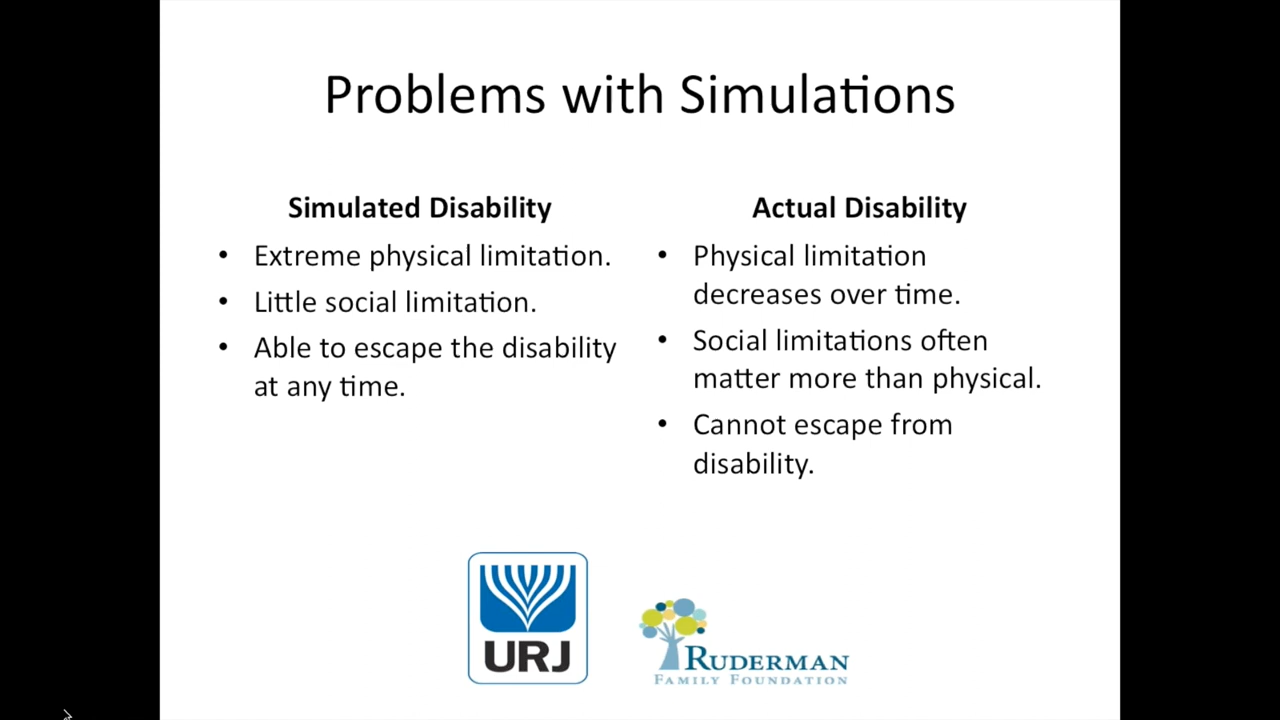 Problems with Simulations
Simulated Disability
• Extreme physical limitation.
• Little social limitation.
• Able to escape the disability
at any time.
Actual Disability
• Physical limitation
decreases over time.
• Social limitations often
matter more than physical.
• Cannot escape from
disability.
URJ
RUDERMAN
FAMILY FOUNDATION